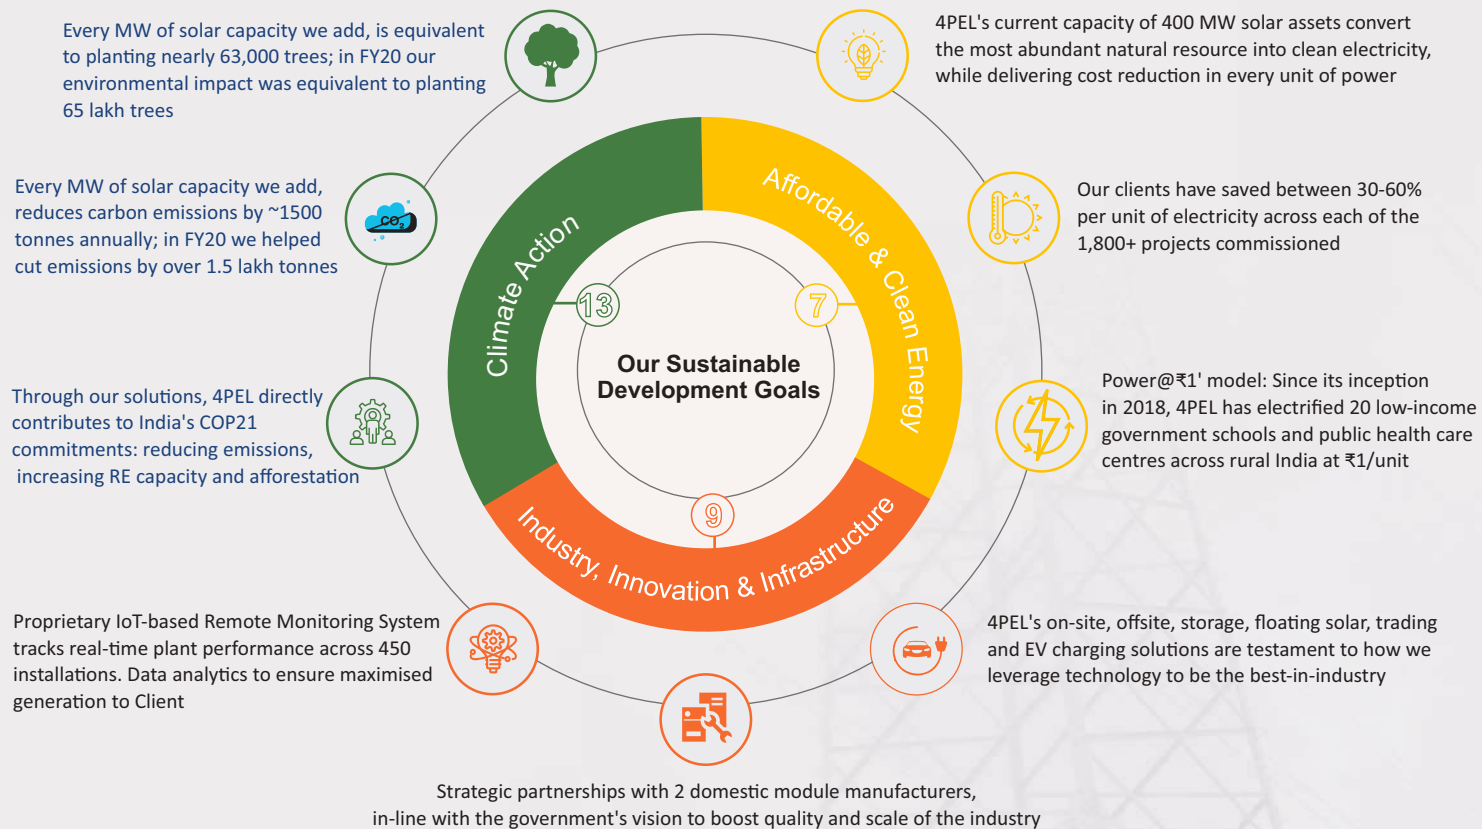 Every MW of solar capacity we add, is equivalent
to planting nearly 63,000 trees; in FY20 our
environmental impact was equivalent to planting
65 lakh trees
4PEL's current capacity of 400 MW solar assets convert
the most abundant natural resource into clean electricity,
while delivering cost reduction in every unit of power
Every MW of solar capacity we add,
reduces carbon emissions by ~1500
tonnes annually; in FY20 we helped
cut emissions by over 1.5 lakh tonnes
CO2
Our clients have saved between 30-60%
per unit of electricity across each of the
1,800+ projects commissioned
Climate Action
Affordable & Clean Energy
13
7
Our Sustainable
Development Goals
9
Industry, Innovation & Infrastructure
Through our solutions, 4PEL directly
contributes to India's COP21
commitments: reducing emissions,
increasing RE capacity and afforestation
Power@₹1' model: Since its inception
in 2018, 4PEL has electrified 20 low-income
government schools and public health care
centres across rural India at ₹1/unit
Proprietary IoT-based Remote Monitoring System
tracks real-time plant performance across 450
installations. Data analytics to ensure maximised
generation to Client
4PEL's on-site, offsite, storage, floating solar, trading
and EV charging solutions are testament to how we
leverage technology to be the best-in-industry
Strategic partnerships with 2 domestic module manufacturers,
in-line with the government's vision to boost quality and scale of the industry